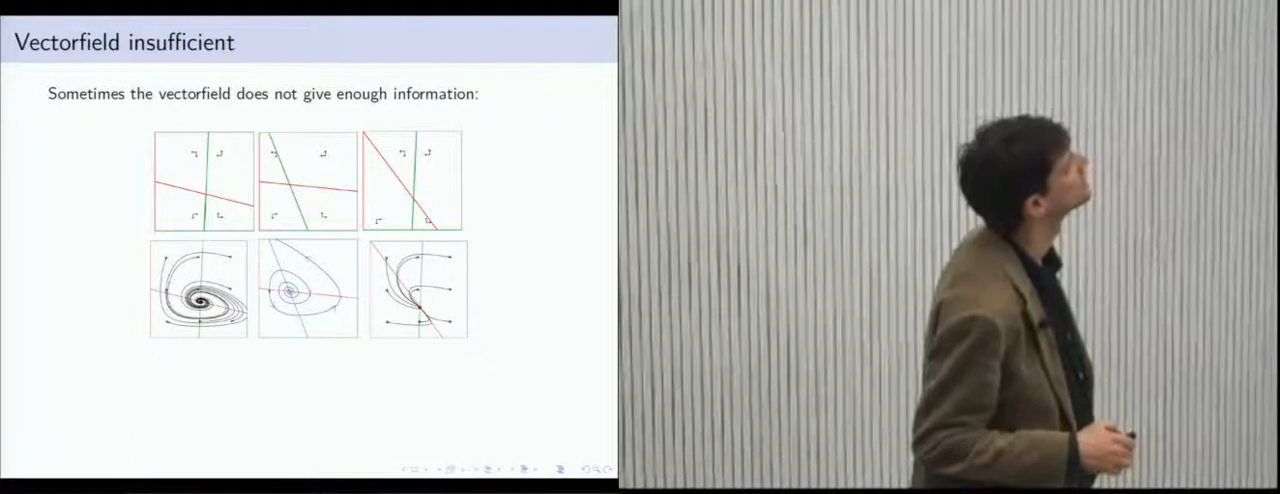 Vectorfield insufficient
Sometimes the vectorfield does not give enough information: